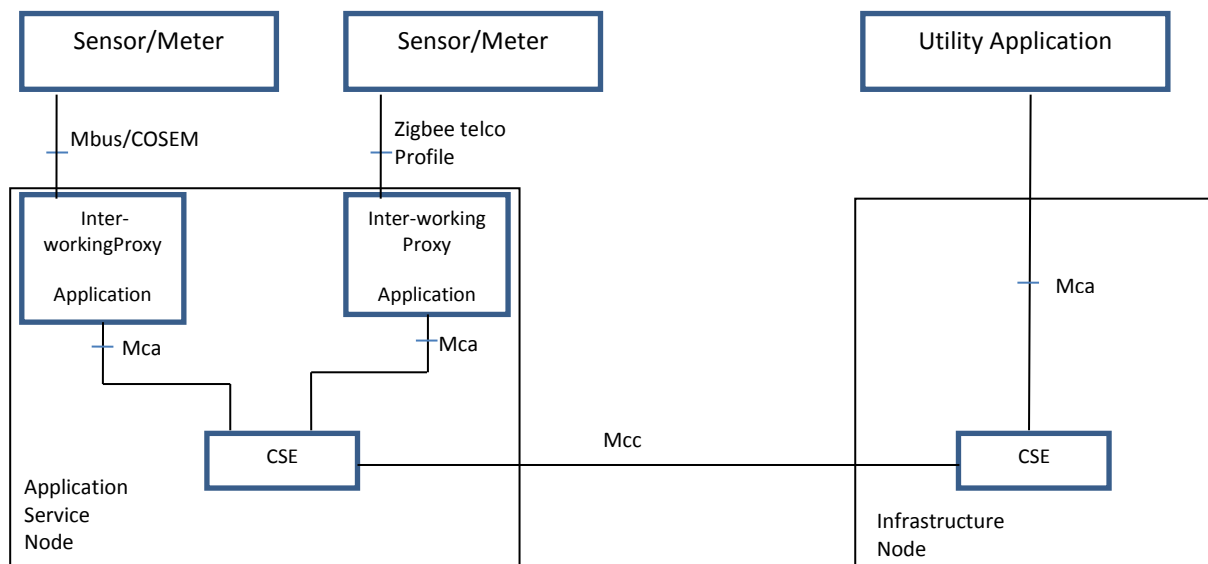 Sensor/Meter
Sensor/Meter
Utility Application
Mbus/COSEM
Zigbee telco
Profile
Inter-
workingProxy
Application
Inter-working
Proxy
Application
Mca
Mca
Mca
CSE
Mcc
CSE
Application
Service
Node
Infrastructure
Node